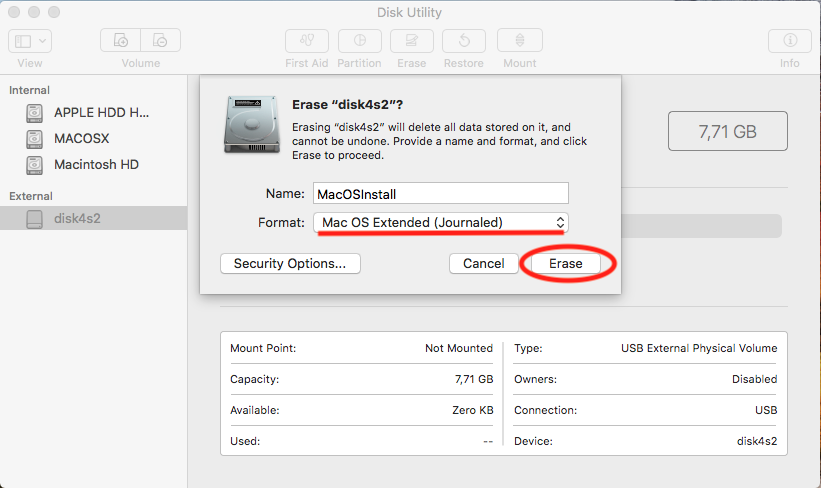 Disk Utility
View
Volume
First Aid
Partition
Erase
Restore
Mount
Info
Internal
APPLE HDD H...
MACOSX
Macintosh HD
External
disk4s2
Erase “disk4s2”?
Erasing “disk4s2” will delete all data stored on it, and
cannot be undone. Provide a name and format, and click
Erase to proceed.
Name: MacOSInstall
Format: Mac OS Extended (Journaled)
Security Options...
Cancel
Erase
7,71 GB
Mount Point: Not Mounted
Capacity: 7,71 GB
Available: Zero KB
Used: --
Type: USB External Physical Volume
Owners: Disabled
Connection: USB
Device: disk4s2